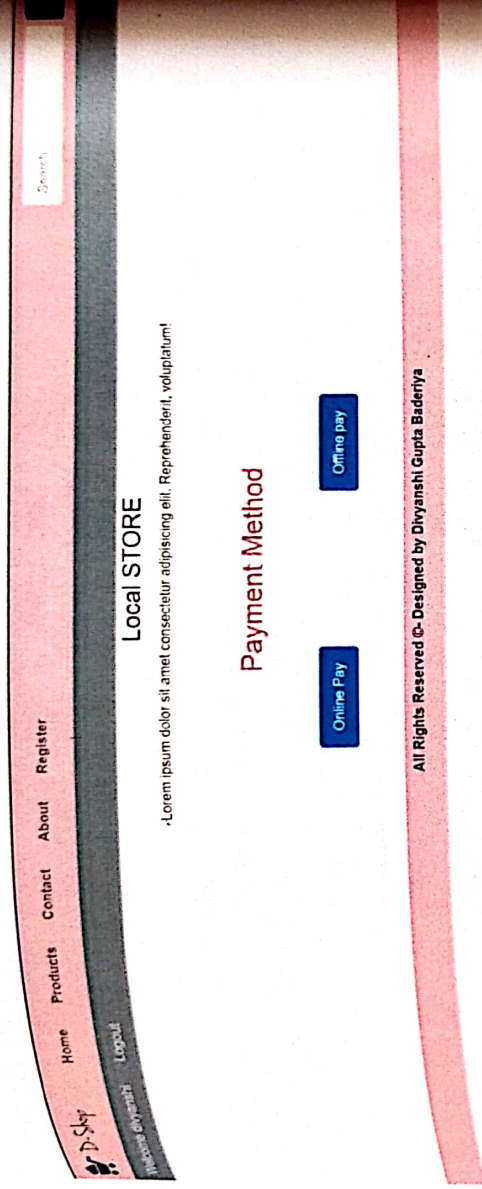 D-Shop Home Products Contact About Register Search
Welcome divyanshi Logout
Local STORE
-Lorem ipsum dolor sit amet consectetur adipisicing elit. Reprehenderit, voluptatum!
Payment Method
Online Pay Offline pay
All Rights Reserved ©- Designed by Divyanshi Gupta Baderiya